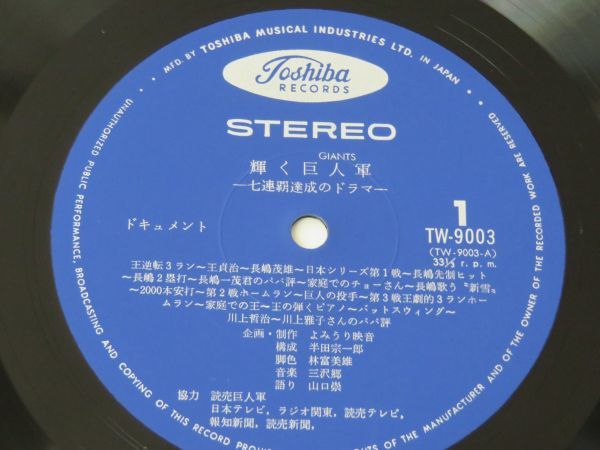 MFD. BY TOSHIBA MUSICAL INDUSTRIES LTD. IN JAPAN
Toshiba
RECORDS
STEREO
GIANTS
輝く巨人軍
—七連覇達成のドラマ—
1
TW-9003
(TW-9003-A)
33⅓ r.p.m.
ドキュメント
王逆転3ラン〜王貞治〜長嶋茂雄〜日本シリーズ第1戦〜長嶋先制ヒット
〜長嶋2塁打〜長嶋一茂君のパパ評〜家庭でのチョーさん〜長嶋歌う〝新雪〟
〜2000本安打〜第2戦ホームラン〜巨人の投手〜第3戦王劇的3ランホー
ムラン〜家庭での王〜王の弾くピアノ〜バットスウィング〜
川上哲治〜川上雅子さんのパパ評
企画・制作 よみうり映音
構成 半田宗一郎
脚色 林富美雄
音楽 三沢郷
語り 山口崇
協力 読売巨人軍
日本テレビ，ラジオ関東，読売テレビ，
報知新聞，読売新聞，
UNAUTHORIZED PUBLIC PERFORMANCE, BROADCASTING AND COPYING OF THIS RECORD
OF THE MANUFACTURER AND OF THE OWNER OF THE RECORDED WORK ARE RESERVED